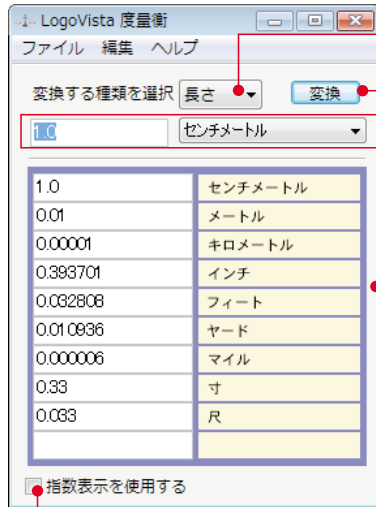 LogoVista 度量衡
ファイル 編集 ヘルプ
変換する種類を選択 長さ 変換
1.0 センチメートル
1.0 センチメートル
0.01 メートル
0.00001 キロメートル
0.393701 インチ
0.032808 フィート
0.010936 ヤード
0.000006 マイル
0.33 寸
0.033 尺
指数表示を使用する